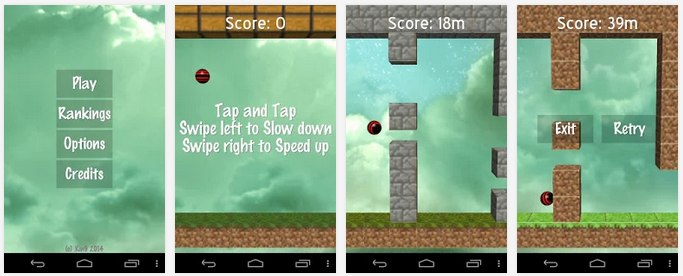 Play
Rankings
Options
Credits
(c) 2014
Score: 0
Tap and Tap
Swipe left to Slow down
Swipe right to Speed up
Score: 18m
Score: 39m
Exit
Retry